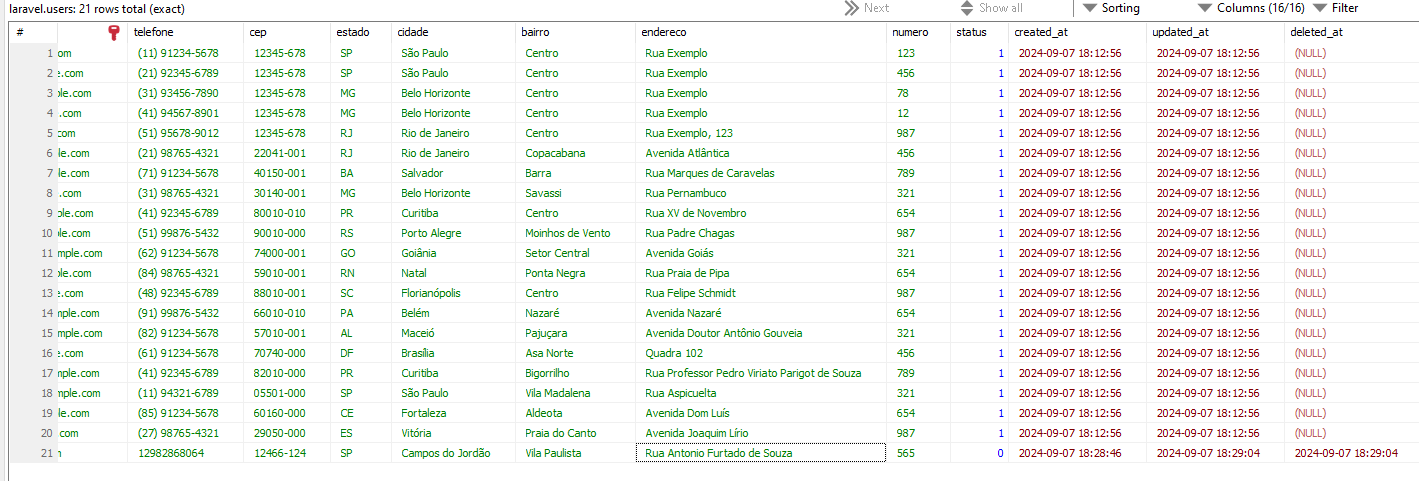 laravel.users: 21 rows total (exact) Next Show all Sorting Columns (16/16) Filter
# telefone cep estado cidade bairro endereco numero status created_at updated_at deleted_at
1 om (11) 91234-5678 12345-678 SP São Paulo Centro Rua Exemplo 123 1 2024-09-07 18:12:56 2024-09-07 18:12:56 (NULL)
2 e.com (21) 92345-6789 12345-678 SP São Paulo Centro Rua Exemplo 456 1 2024-09-07 18:12:56 2024-09-07 18:12:56 (NULL)
3 ple.com (31) 93456-7890 12345-678 MG Belo Horizonte Centro Rua Exemplo 78 1 2024-09-07 18:12:56 2024-09-07 18:12:56 (NULL)
4 .com (41) 94567-8901 12345-678 MG Belo Horizonte Centro Rua Exemplo 12 1 2024-09-07 18:12:56 2024-09-07 18:12:56 (NULL)
5 com (51) 95678-9012 12345-678 RJ Rio de Janeiro Centro Rua Exemplo, 123 987 1 2024-09-07 18:12:56 2024-09-07 18:12:56 (NULL)
6 le.com (21) 98765-4321 22041-001 RJ Rio de Janeiro Copacabana Avenida Atlântica 456 1 2024-09-07 18:12:56 2024-09-07 18:12:56 (NULL)
7 le.com (71) 91234-5678 40150-001 BA Salvador Barra Rua Marques de Caravelas 789 1 2024-09-07 18:12:56 2024-09-07 18:12:56 (NULL)
8 .com (31) 98765-4321 30140-001 MG Belo Horizonte Savassi Rua Pernambuco 321 1 2024-09-07 18:12:56 2024-09-07 18:12:56 (NULL)
9 ple.com (41) 92345-6789 80010-010 PR Curitiba Centro Rua XV de Novembro 654 1 2024-09-07 18:12:56 2024-09-07 18:12:56 (NULL)
10 ple.com (51) 99876-5432 90010-000 RS Porto Alegre Moinhos de Vento Rua Padre Chagas 987 1 2024-09-07 18:12:56 2024-09-07 18:12:56 (NULL)
11 mple.com (62) 91234-5678 74000-001 GO Goiânia Setor Central Avenida Goiás 321 1 2024-09-07 18:12:56 2024-09-07 18:12:56 (NULL)
12 ple.com (84) 98765-4321 59010-001 RN Natal Ponta Negra Rua Praia de Pipa 654 1 2024-09-07 18:12:56 2024-09-07 18:12:56 (NULL)
13 e.com (48) 92345-6789 88010-001 SC Florianópolis Centro Rua Felipe Schmidt 987 1 2024-09-07 18:12:56 2024-09-07 18:12:56 (NULL)
14 ple.com (91) 99876-5432 66010-010 PA Belém Nazaré Avenida Nazaré 654 1 2024-09-07 18:12:56 2024-09-07 18:12:56 (NULL)
15 mple.com (82) 91234-5678 57010-001 AL Maceió Pajuçara Avenida Doutor Antônio Gouveia 321 1 2024-09-07 18:12:56 2024-09-07 18:12:56 (NULL)
16 le.com (61) 91234-5678 70740-000 DF Brasília Asa Norte Quadra 102 456 1 2024-09-07 18:12:56 2024-09-07 18:12:56 (NULL)
17 mple.com (41) 92345-6789 82010-000 PR Curitiba Bigorrilho Rua Professor Pedro Viriato Parigot de Souza 789 1 2024-09-07 18:12:56 2024-09-07 18:12:56 (NULL)
18 mple.com (11) 94321-6789 05501-000 SP São Paulo Vila Madalena Rua Aspicuelta 321 1 2024-09-07 18:12:56 2024-09-07 18:12:56 (NULL)
19 le.com (85) 91234-5678 60160-000 CE Fortaleza Aldeota Avenida Dom Luís 654 1 2024-09-07 18:12:56 2024-09-07 18:12:56 (NULL)
20 .com (27) 98765-4321 29050-000 ES Vitória Praia do Canto Avenida Joaquim Lírio 987 1 2024-09-07 18:12:56 2024-09-07 18:12:56 (NULL)
21 12982868064 12466-124 SP Campos do Jordão Vila Paulista Rua Antonio Furtado de Souza 565 0 2024-09-07 18:28:46 2024-09-07 18:29:04 2024-09-07 18:29:04